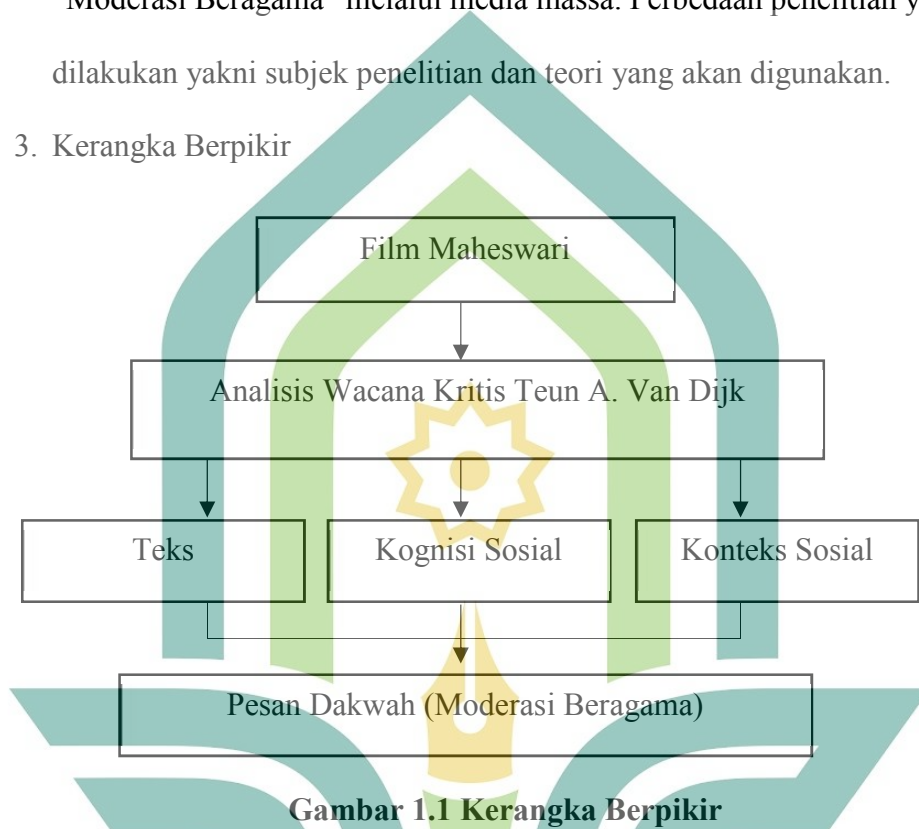 "Moderasi Beragama" melalui media massa. Perbedaan penelitian y
dilakukan yakni subjek penelitian dan teori yang akan digunakan.
3. Kerangka Berpikir
Film Maheswari
Analisis Wacana Kritis Teun A. Van Dijk
Teks
Kognisi Sosial
Konteks Sosial
Pesan Dakwah (Moderasi Beragama)
Gambar 1.1 Kerangka Berpikir